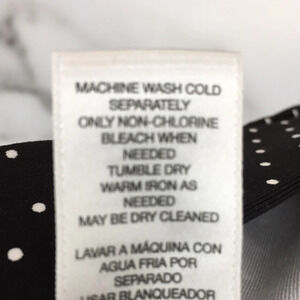 MACHINE WASH COLD
SEPARATELY
ONLY NON-CHLORINE
BLEACH WHEN
NEEDED
TUMBLE DRY
WARM IRON AS
NEEDED
MAY BE DRY CLEANED
LAVAR A MÁQUINA CON
AGUA FRIA POR
SEPARADO
USAR BLANQUEADOR